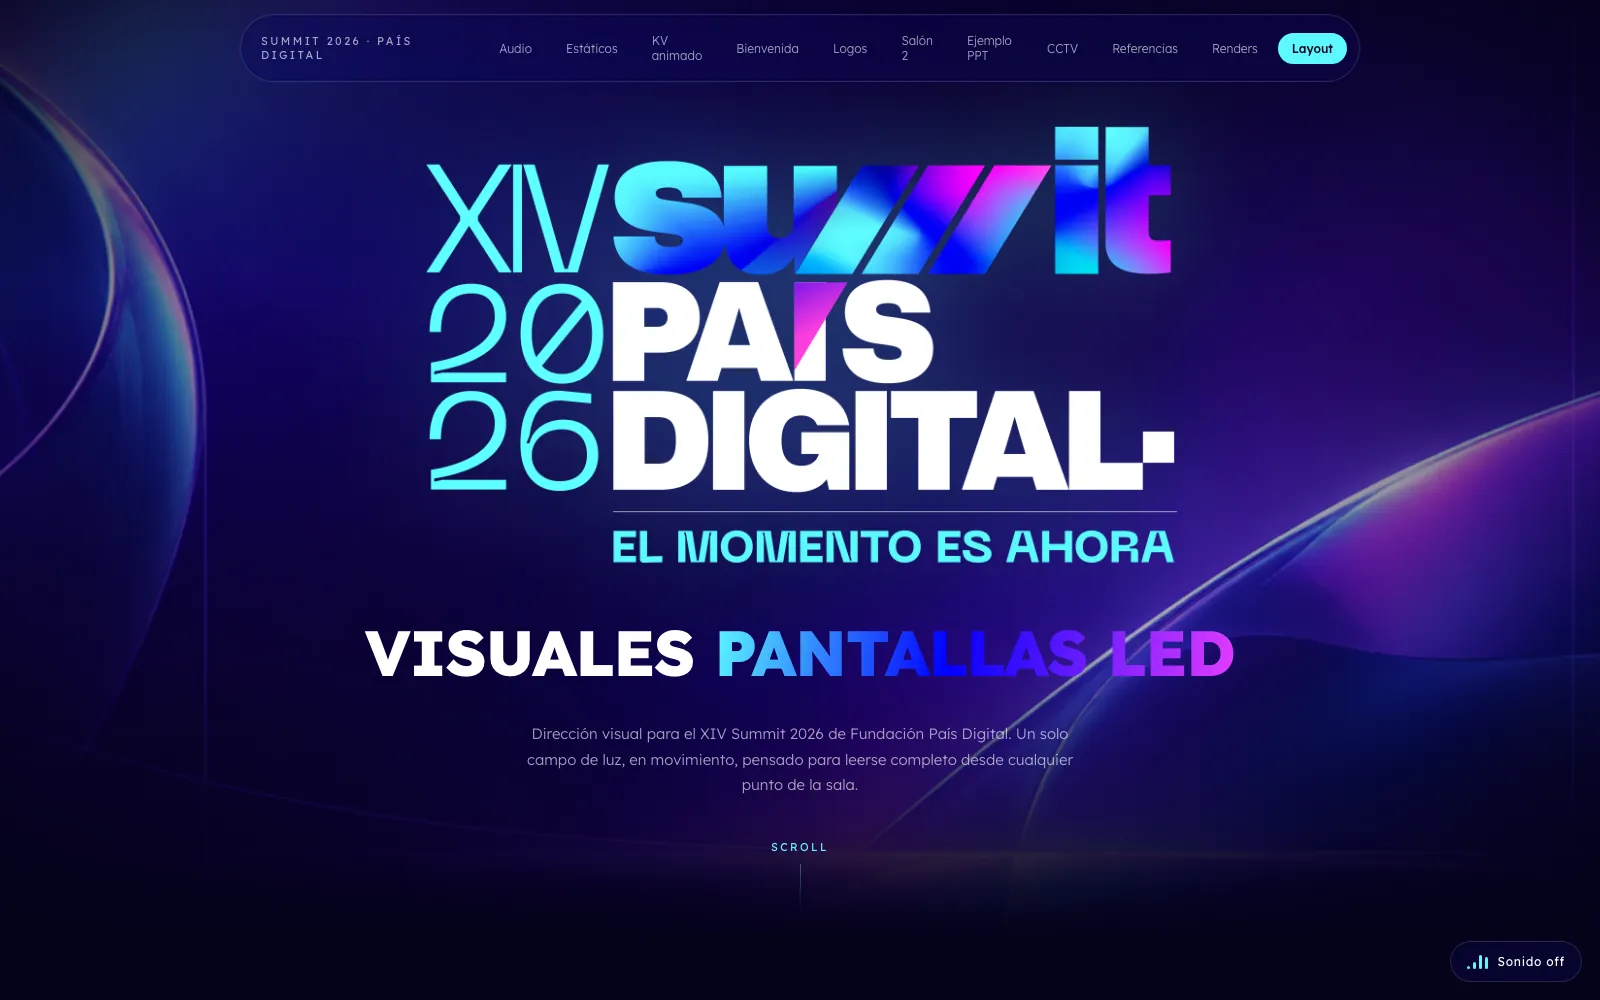 SUMMIT 2026 · PAÍS
DIGITAL
Audio
Estáticos
KV
animado
Bienvenida
Logos
Salón
2
Ejemplo
PPT
CCTV
Referencias
Renders
Layout
XIV summit
20 PAÍS
26 DIGITAL
EL MOMENTO ES AHORA
VISUALES PANTALLAS LED
Dirección visual para el XIV Summit 2026 de Fundación País Digital. Un solo
campo de luz, en movimiento, pensado para leerse completo desde cualquier
punto de la sala.
SCROLL
Sonido off